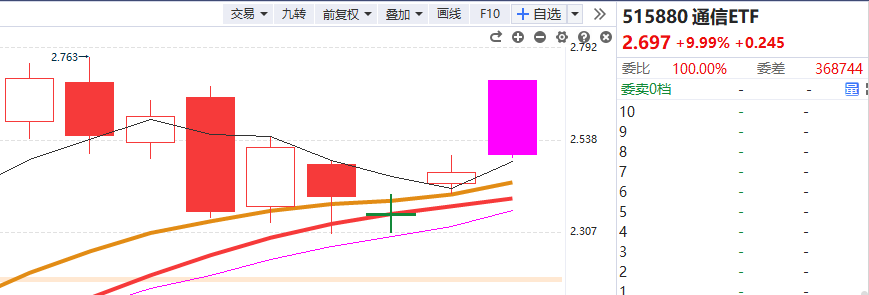 交易 九转 前复权 叠加 画线 F10 + 自选
515880 通信ETF
2.697 +9.99% +0.245
委比 100.00% 委差 368744
委卖0档 - - 量
10 - -
9 - -
8 - -
7 - -
6 - -
5 - -
4 - -
3 - -
2 - -
1 - -
2.792
2.763→
2.538
2.307